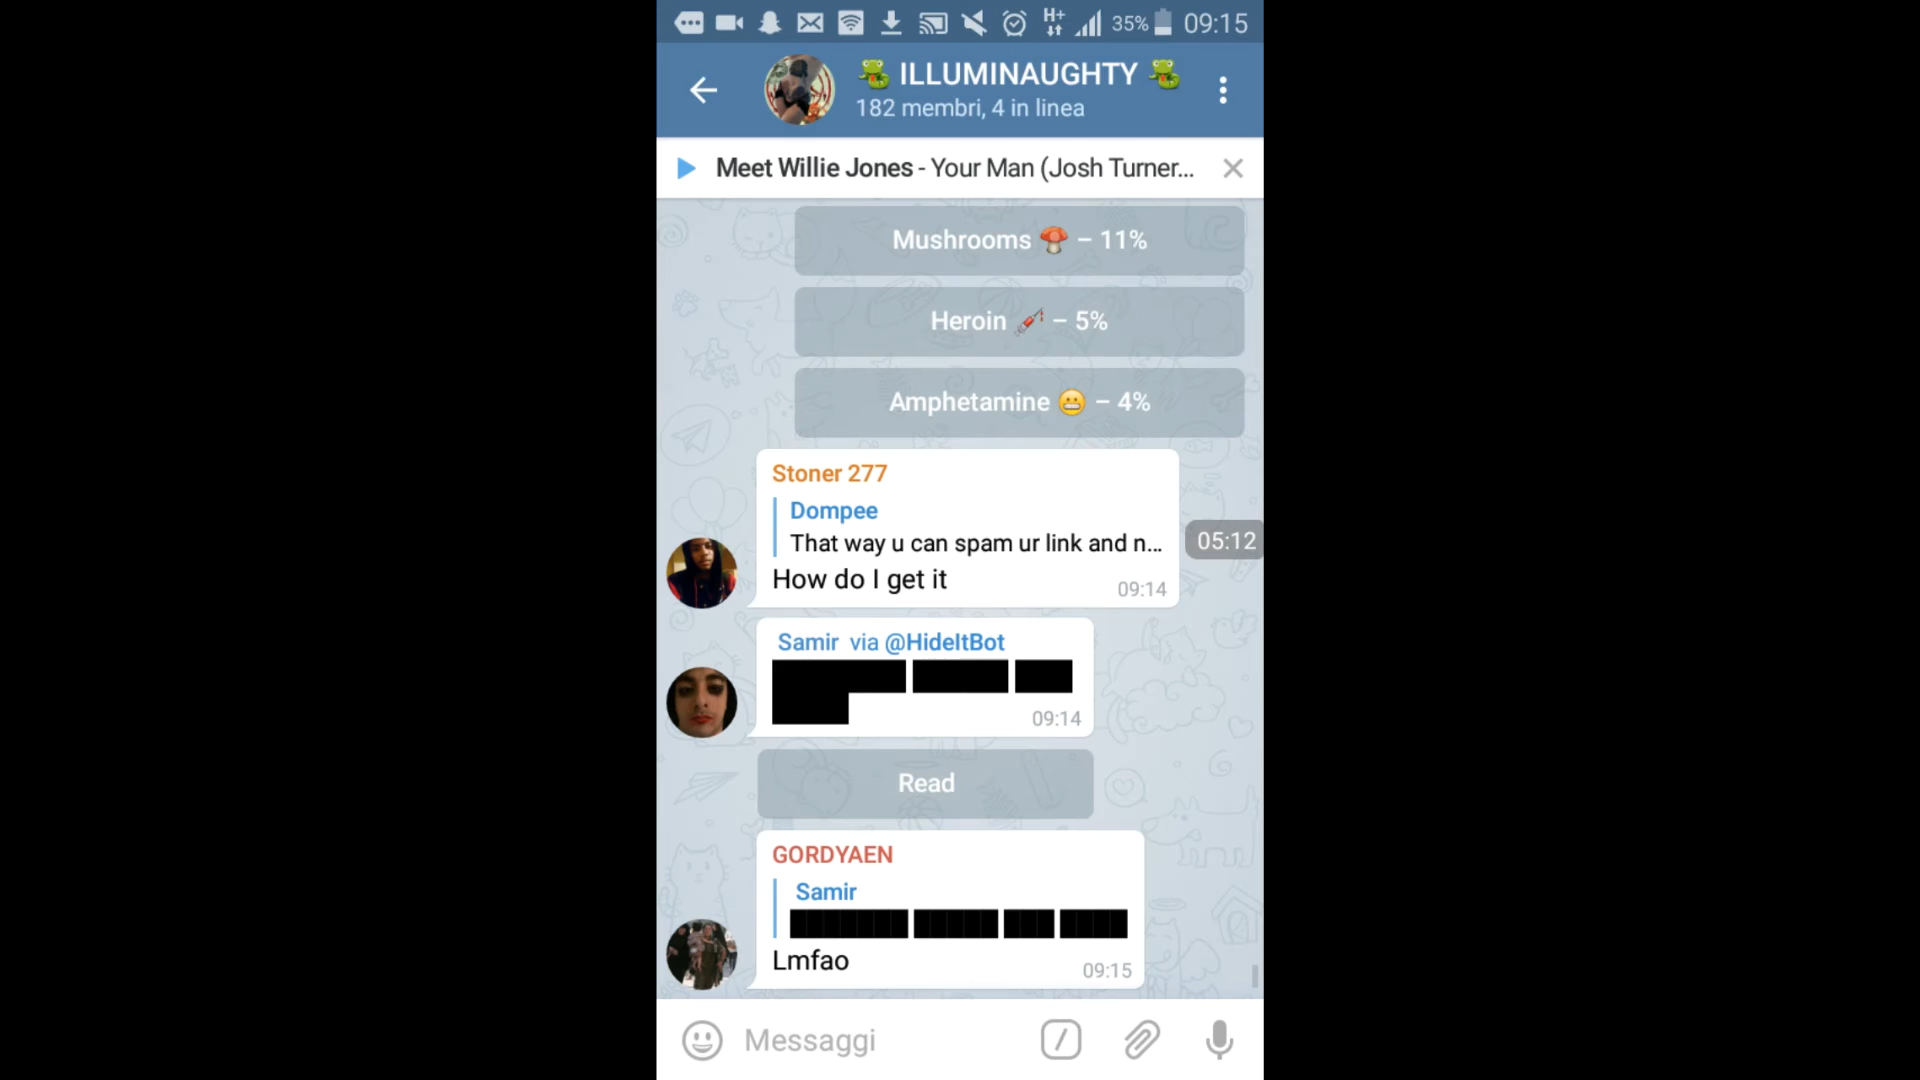 H+ 35% 09:15
🐍 ILLUMINAUGHTY 🐍
182 membri, 4 in linea
Meet Willie Jones - Your Man (Josh Turner...
Mushrooms 🍄 – 11%
Heroin 💉 – 5%
Amphetamine 😬 – 4%
Stoner 277
Dompee
That way u can spam ur link and n...
05:12
How do I get it
09:14
Samir via @HideItBot
09:14
Read
GORDYAEN
Samir
Lmfao
09:15
Messaggi